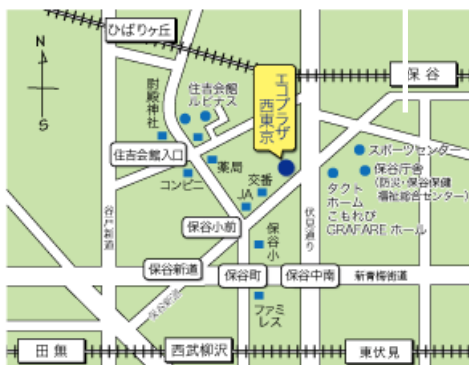 ひばりヶ丘
N
S
尉殿神社
住吉会館
ルピナス
エコプラザ
西東京
保谷
スポーツセンター
保谷庁舎
(防災・保谷保健
福祉総合センター)
タクト
ホーム
こもれび
GRAFARE ホール
住吉会館入口
薬局
コンビニ
交番
JA
保谷小前
保谷小
伏見通り
谷戸新道
保谷新道
保谷新道
保谷町
保谷中南
新青梅街道
ファミ
レス
田無
西武柳沢
東伏見